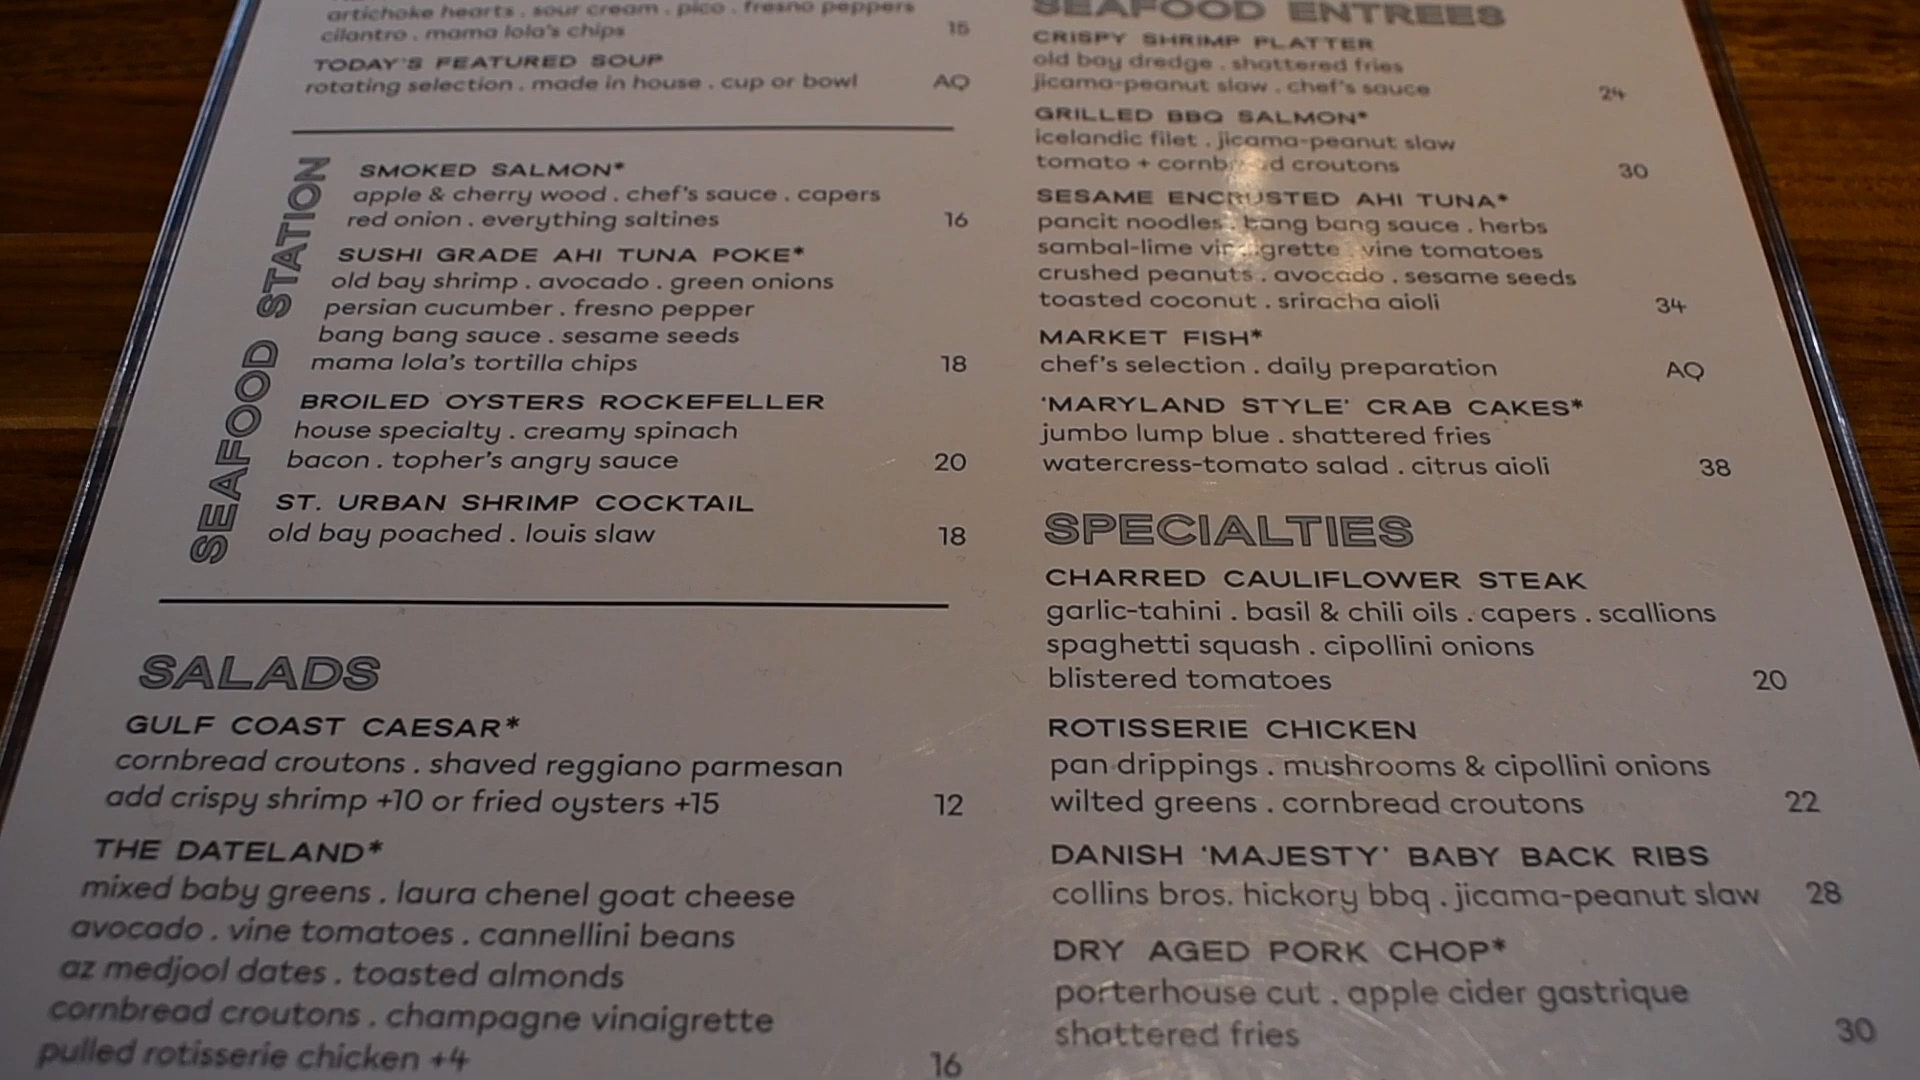 artichoke hearts . sour cream . pico . fresno peppers
cilantro . mama lola's chips 15
TODAY'S FEATURED SOUP
rotating selection . made in house . cup or bowl AQ
SEAFOOD STATION
SMOKED SALMON*
apple & cherry wood . chef's sauce . capers
red onion . everything saltines 16
SUSHI GRADE AHI TUNA POKE*
old bay shrimp . avocado . green onions
persian cucumber . fresno pepper
bang bang sauce . sesame seeds
mama lola's tortilla chips 18
BROILED OYSTERS ROCKEFELLER
house specialty . creamy spinach
bacon . topher's angry sauce 20
ST. URBAN SHRIMP COCKTAIL
old bay poached . louis slaw 18
SALADS
GULF COAST CAESAR*
cornbread croutons . shaved reggiano parmesan
add crispy shrimp +10 or fried oysters +15 12
THE DATELAND*
mixed baby greens . laura chenel goat cheese
avocado . vine tomatoes . cannellini beans
az medjool dates . toasted almonds
cornbread croutons . champagne vinaigrette
pulled rotisserie chicken +4 16
SEAFOOD ENTREES
CRISPY SHRIMP PLATTER
old bay dredge . shattered fries
jicama-peanut slaw . chef's sauce 24
GRILLED BBQ SALMON*
icelandic filet . jicama-peanut slaw
tomato + cornbread croutons 30
SESAME ENCRUSTED AHI TUNA*
pancit noodles . bang bang sauce . herbs
sambal-lime vinaigrette . vine tomatoes
crushed peanuts . avocado . sesame seeds
toasted coconut . sriracha aioli 34
MARKET FISH*
chef's selection . daily preparation AQ
'MARYLAND STYLE' CRAB CAKES*
jumbo lump blue . shattered fries
watercress-tomato salad . citrus aioli 38
SPECIALTIES
CHARRED CAULIFLOWER STEAK
garlic-tahini . basil & chili oils . capers . scallions
spaghetti squash . cipollini onions
blistered tomatoes 20
ROTISSERIE CHICKEN
pan drippings . mushrooms & cipollini onions
wilted greens . cornbread croutons 22
DANISH 'MAJESTY' BABY BACK RIBS
collins bros. hickory bbq . jicama-peanut slaw 28
DRY AGED PORK CHOP*
porterhouse cut . apple cider gastrique
shattered fries 30